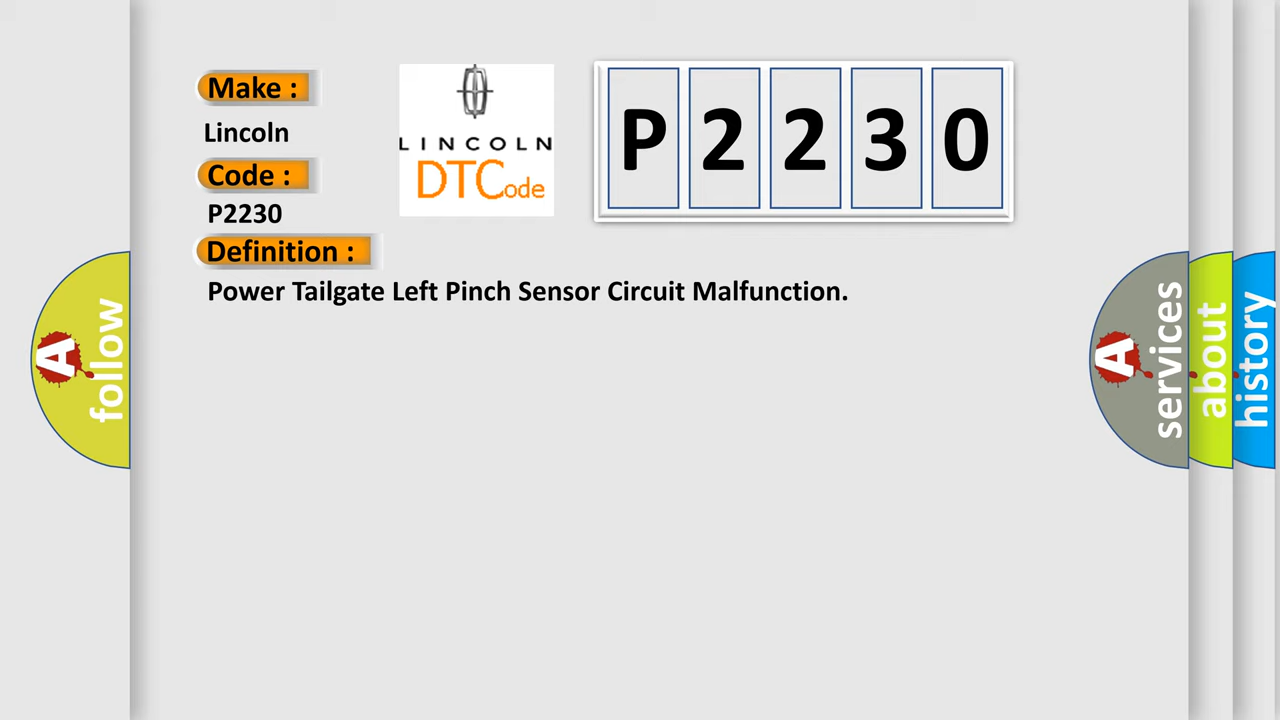 Make :
Lincoln
Code :
P2230
Definition :
Power Tailgate Left Pinch Sensor Circuit Malfunction.
LINCOLN
DTCode
P 2 2 3 0
A follow
A services
about
history